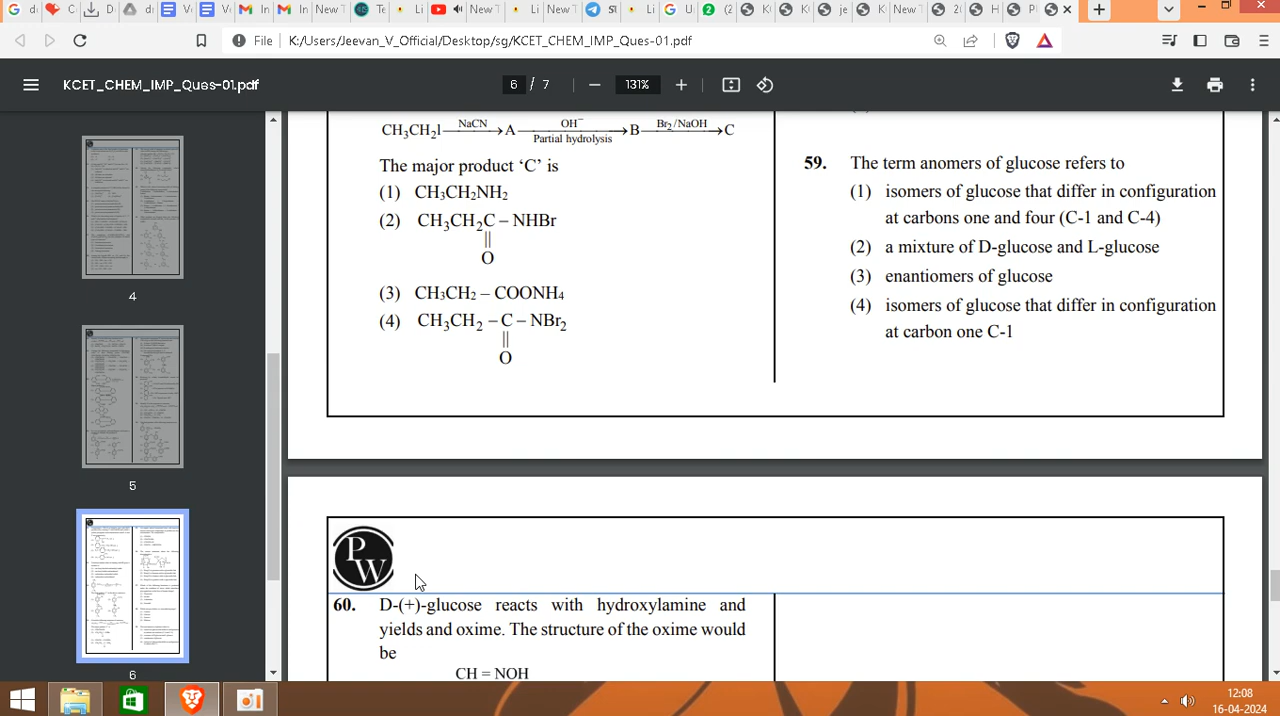 File K:/Users/Jeevan_V_Official/Desktop/sg/KCET_CHEM_IMP_Ques-01.pdf
KCET_CHEM_IMP_Ques-01.pdf
6 / 7
131%
4
5
6
CH₃CH₂I —NaCN→ A —OH⁻ Partial hydrolysis→ B —Br₂/NaOH→ C
The major product ‘C’ is
(1) CH₃CH₂NH₂
(2) CH₃CH₂C – NHBr
||
O
(3) CH₃CH₂ – COONH₄
(4) CH₃CH₂ – C – NBr₂
||
O
59. The term anomers of glucose refers to
(1) isomers of glucose that differ in configuration
at carbons one and four (C-1 and C-4)
(2) a mixture of D-glucose and L-glucose
(3) enantiomers of glucose
(4) isomers of glucose that differ in configuration
at carbon one C-1
PW
60. D-(+)-glucose reacts with hydroxylamine and
yields and oxime. The structure of the oxime would
be
CH = NOH
12:08
16-04-2024